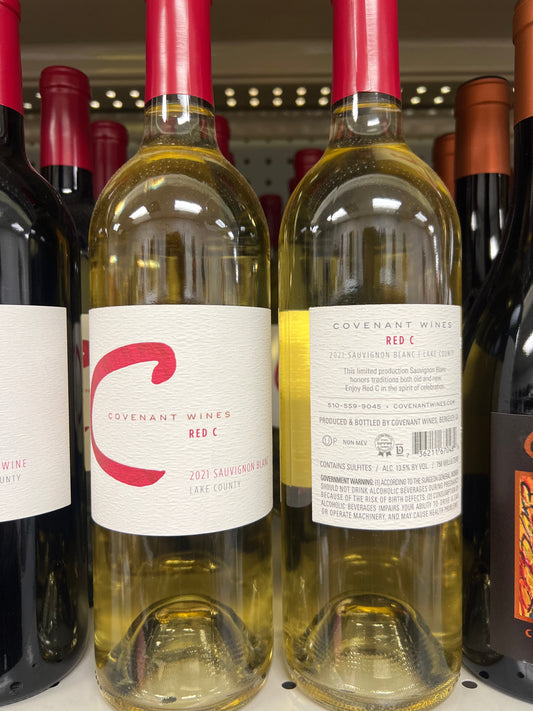 WINE
COUNTY
C
COVENANT WINES
RED C
2021 SAUVIGNON BLANC
LAKE COUNTY
COVENANT WINES
RED C
2021 SAUVIGNON BLANC | LAKE COUNTY
This limited production Sauvignon Blanc
honors traditions both old and new.
Enjoy Red C in the spirit of celebration.
510-559-9045 • COVENANTWINES.COM
PRODUCED & BOTTLED BY COVENANT WINES, BERKELEY, CA
U P NON MEV
CONTAINS SULFITES / ALC. 13.5% BY VOL. / 750
GOVERNMENT WARNING: (1) ACCORDING TO THE SURGEON GENERAL, WOMEN
SHOULD NOT DRINK ALCOHOLIC BEVERAGES DURING PREGNANCY
BECAUSE OF THE RISK OF BIRTH DEFECTS. (2) CONSUMPTION OF
ALCOHOLIC BEVERAGES IMPAIRS YOUR ABILITY TO DRIVE A CAR
OR OPERATE MACHINERY, AND MAY CAUSE HEALTH PROBLEMS